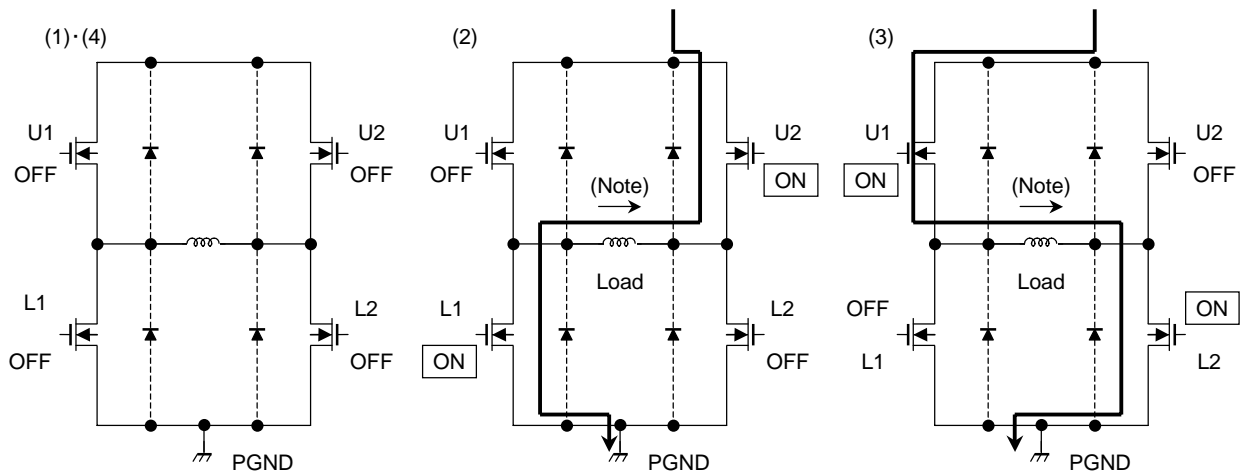 (1)·(4)
U1
OFF
U2
OFF
L1
OFF
L2
OFF
PGND
(2)
U1
OFF
U2
ON
(Note)
Load
L1
ON
L2
OFF
PGND
(3)
U1
ON
U2
OFF
(Note)
Load
OFF
L1
ON
L2
PGND